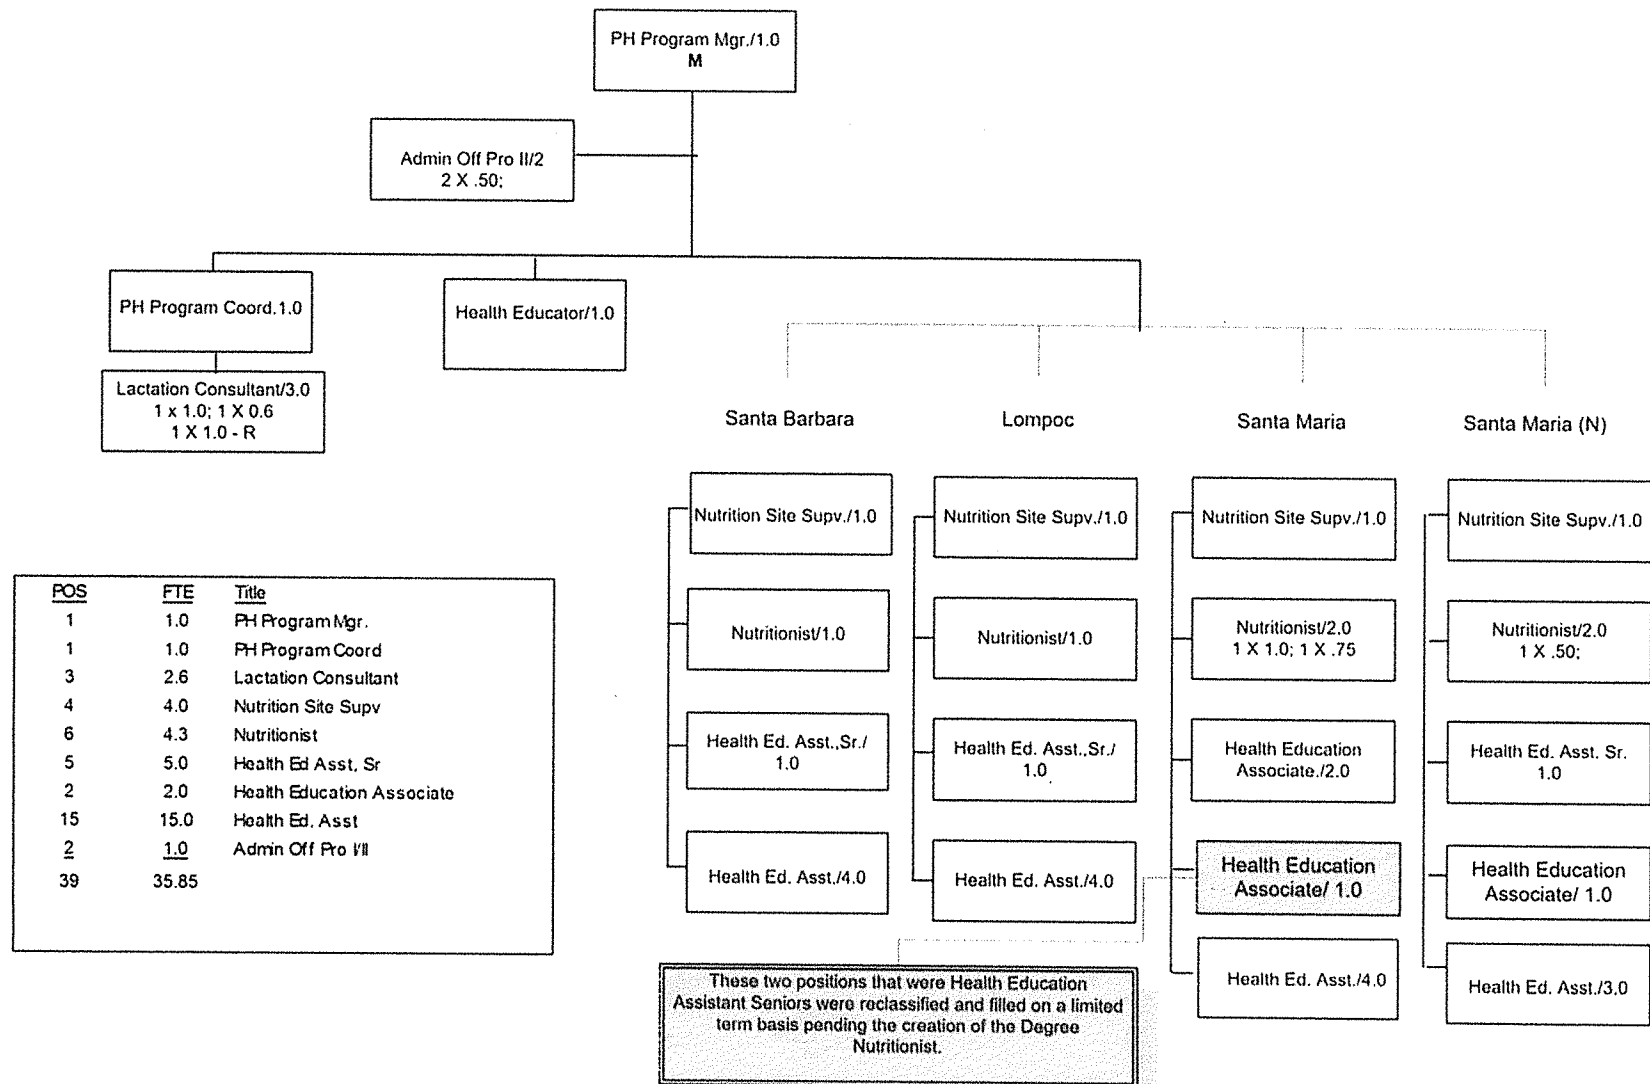 PH Program Mgr./1.0
M
Admin Off Pro II/2
2 X .50;
PH Program Coord.1.0
Health Educator/1.0
Lactation Consultant/3.0
1 x 1.0; 1 X 0.6
1 X 1.0 - R
Santa Barbara
Lompoc
Santa Maria
Santa Maria (N)
Nutrition Site Supv./1.0
Nutrition Site Supv./1.0
Nutrition Site Supv./1.0
Nutrition Site Supv./1.0
Nutritionist/1.0
Nutritionist/1.0
Nutritionist/2.0
1 X 1.0; 1 X .75
Nutritionist/2.0
1 X .50;
Health Ed. Asst.,Sr./
1.0
Health Ed. Asst.,Sr./
1.0
Health Education
Associate./2.0
Health Ed. Asst. Sr.
1.0
Health Ed. Asst./4.0
Health Ed. Asst./4.0
Health Education
Associate/ 1.0
Health Education
Associate/ 1.0
Health Ed. Asst./4.0
Health Ed. Asst./3.0
POS FTE Title
1 1.0 PH Program Mgr.
1 1.0 PH Program Coord
3 2.6 Lactation Consultant
4 4.0 Nutrition Site Supv
6 4.3 Nutritionist
5 5.0 Health Ed Asst, Sr
2 2.0 Health Education Associate
15 15.0 Health Ed. Asst
2 1.0 Admin Off Pro I/II
39 35.85
These two positions that were Health Education
Assistant Seniors were reclassified and filled on a limited
term basis pending the creation of the Degree
Nutritionist.